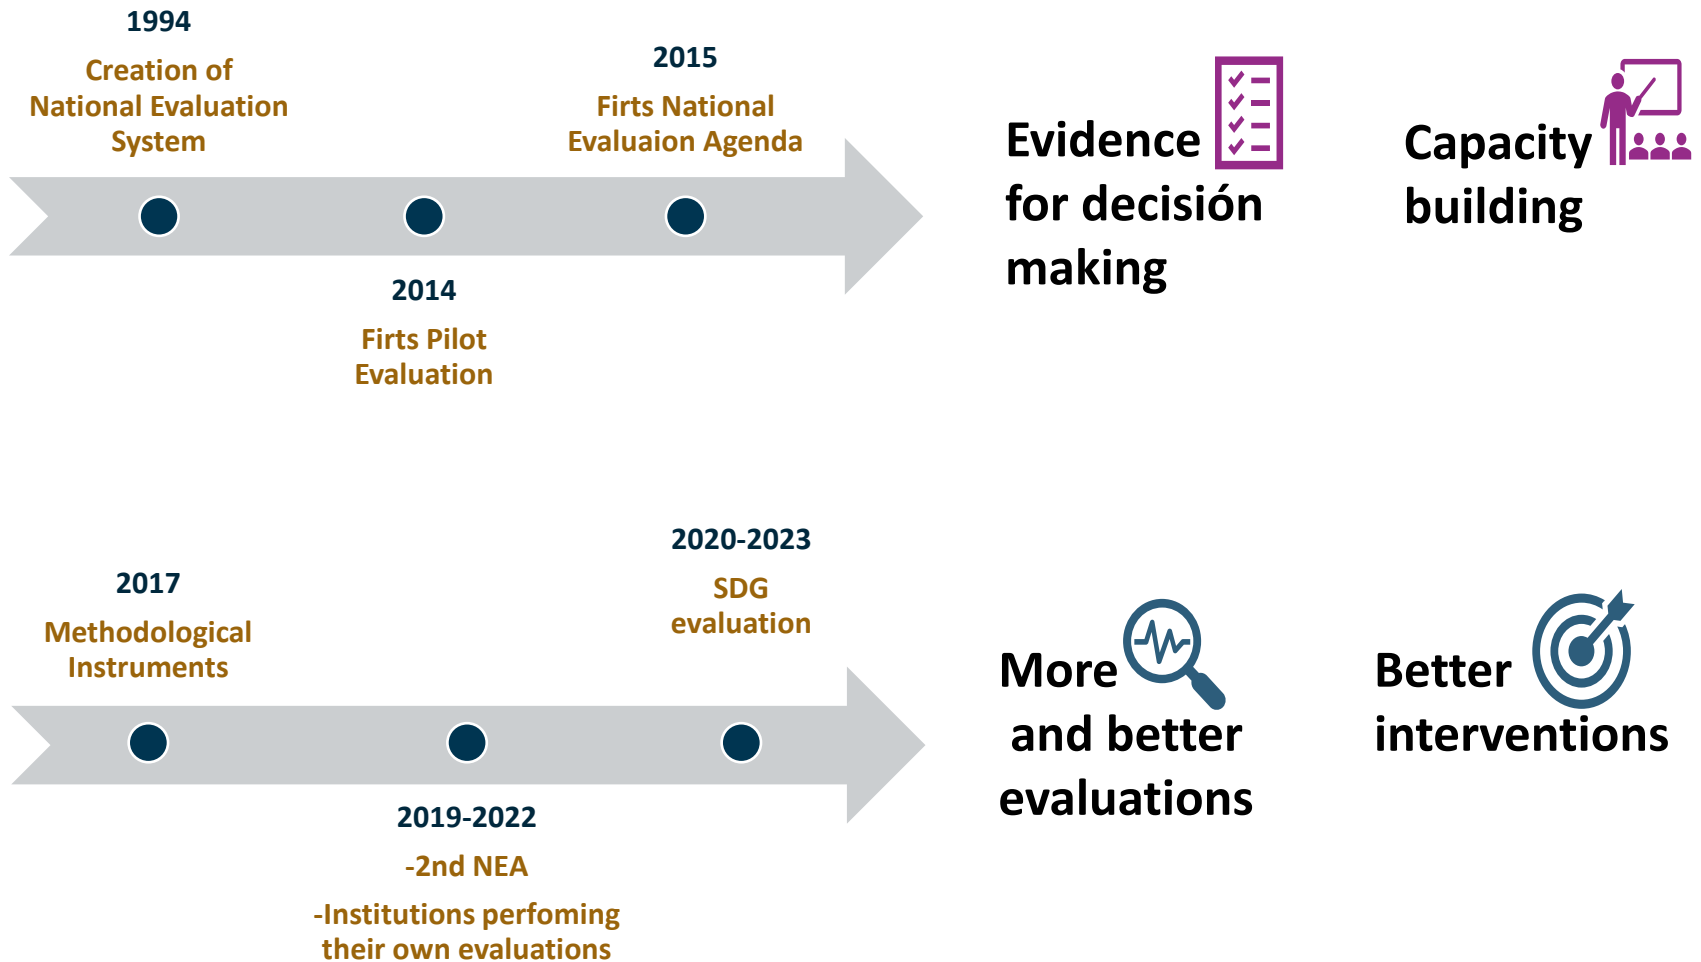 1994
Creation of
National Evaluation
System
2014
Firts Pilot
Evaluation
2015
Firts National
Evaluaion Agenda
Evidence
for decisión
making
Capacity
building
2017
Methodological
Instruments
2019-2022
-2nd NEA
-Institutions perfoming
their own evaluations
2020-2023
SDG
evaluation
More
and better
evaluations
Better
interventions